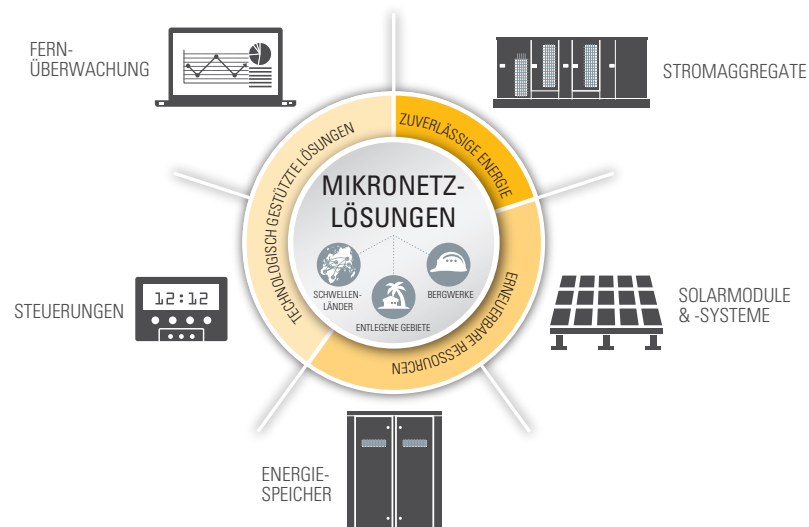 FERN-
ÜBERWACHUNG
STROMAGGREGATE
ZUVERLÄSSIGE ENERGIE
TECHNOLOGISCH GESTÜTZTE LÖSUNGEN
MIKRONETZ-
LÖSUNGEN
SCHWELLEN-
LÄNDER
ENTLEGENE GEBIETE
BERGWERKE
ERNEUERBARE RESSOURCEN
STEUERUNGEN
12:12
SOLARMODULE
& -SYSTEME
ENERGIE-
SPEICHER